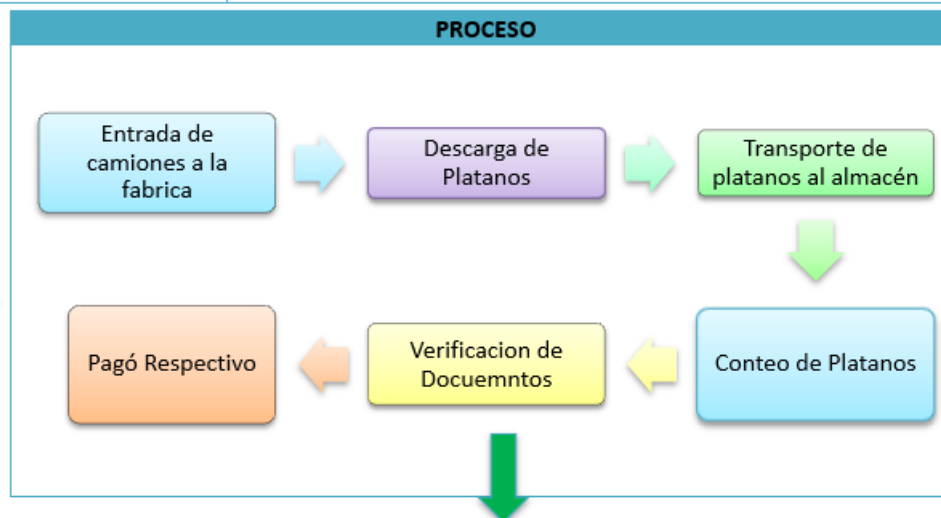 PROCESO
Entrada de
camiones a la
fabrica
Descarga de
Platanos
Transporte de
platanos al almacén
Pagó Respectivo
Verificacion de
Docuemntos
Conteo de Platanos